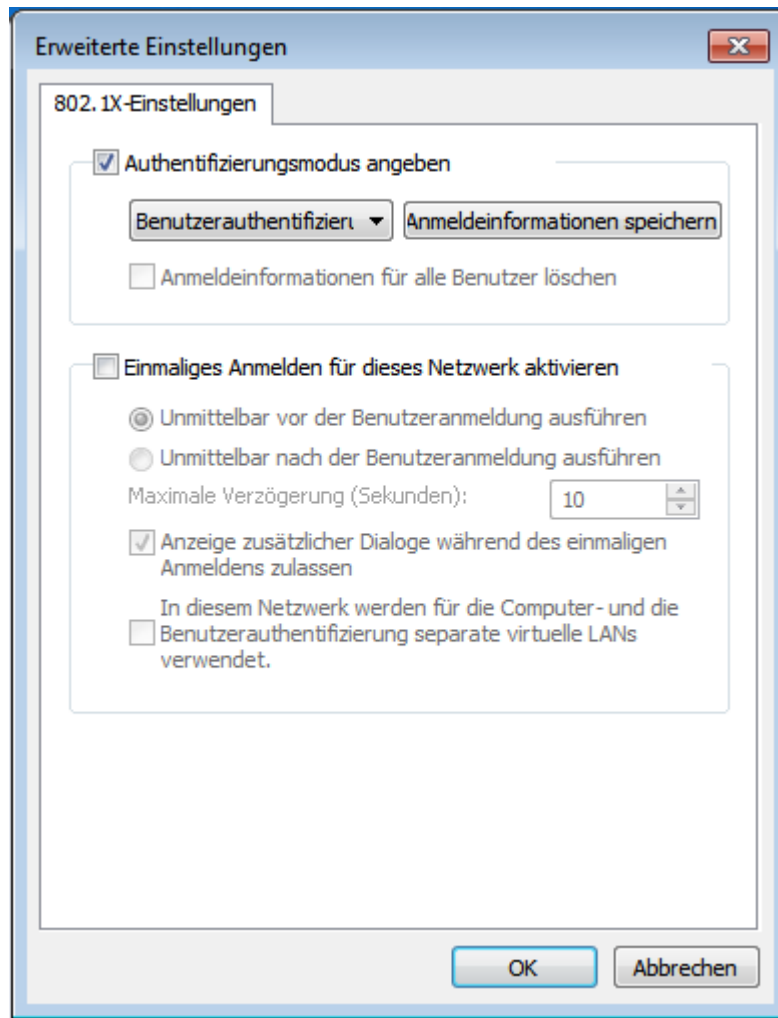 Erweiterte Einstellungen
802.1X-Einstellungen
Authentifizierungsmodus angeben
Benutzerauthentifizieru Anmeldeinformationen speichern
Anmeldeinformationen für alle Benutzer löschen
Einmaliges Anmelden für dieses Netzwerk aktivieren
Unmittelbar vor der Benutzeranmeldung ausführen
Unmittelbar nach der Benutzeranmeldung ausführen
Maximale Verzögerung (Sekunden): 10
Anzeige zusätzlicher Dialoge während des einmaligen
Anmeldens zulassen
In diesem Netzwerk werden für die Computer- und die
Benutzerauthentifizierung separate virtuelle LANs
verwendet.
OK Abbrechen